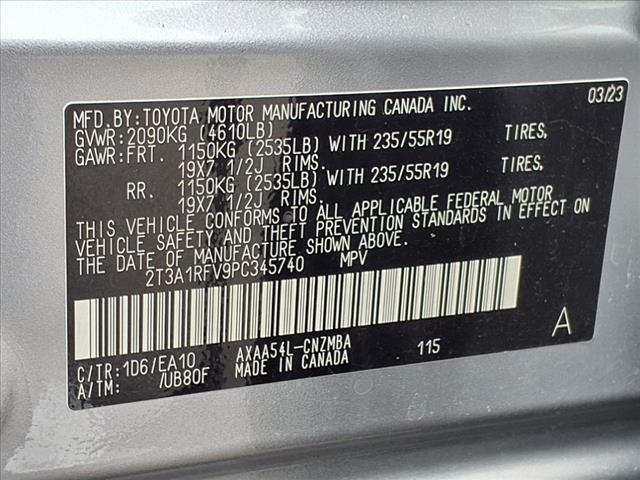 MFD.BY:TOYOTA MOTOR MANUFACTURING CANADA INC. 03/23
GVWR:2090KG (4610LB)
GAWR:FRT. 1150KG (2535LB) WITH 235/55R19 TIRES,
19X7 1/2J RIMS.
RR. 1150KG (2535LB) WITH 235/55R19 TIRES,
19X7 1/2J RIMS.
THIS VEHICLE CONFORMS TO ALL APPLICABLE FEDERAL MOTOR
VEHICLE SAFETY AND THEFT PREVENTION STANDARDS IN EFFECT ON
THE DATE OF MANUFACTURE SHOWN ABOVE.
2T3A1RFV9PC345740 MPV
A
C/TR:1D6/EA10 AXAA54L-CNZMBA 115
A/TM: /UB80F MADE IN CANADA